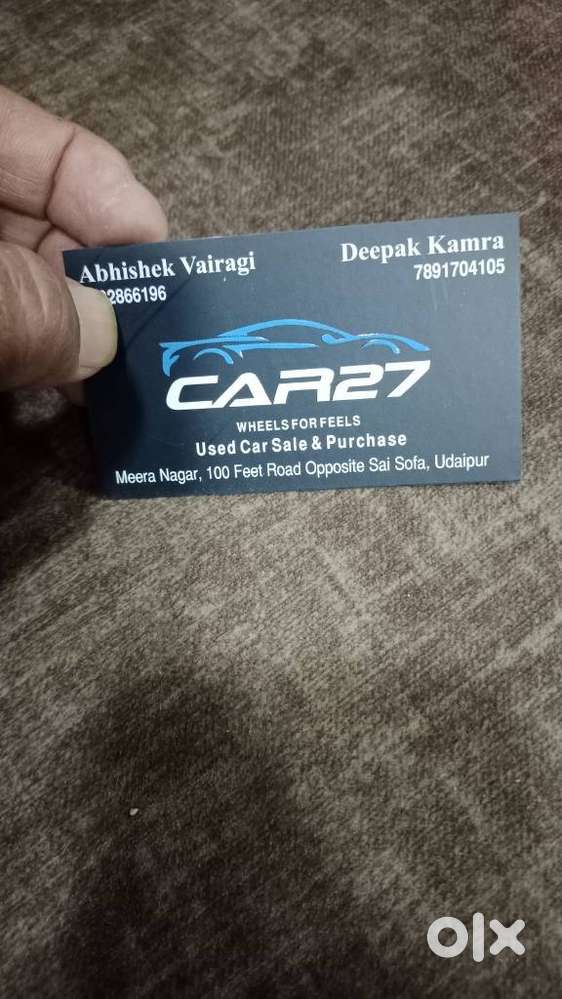 Abhishek Vairagi
2866196
Deepak Kamra
7891704105
CAR27
WHEELS FOR FEELS
Used Car Sale & Purchase
Meera Nagar, 100 Feet Road Opposite Sai Sofa, Udaipur
olx